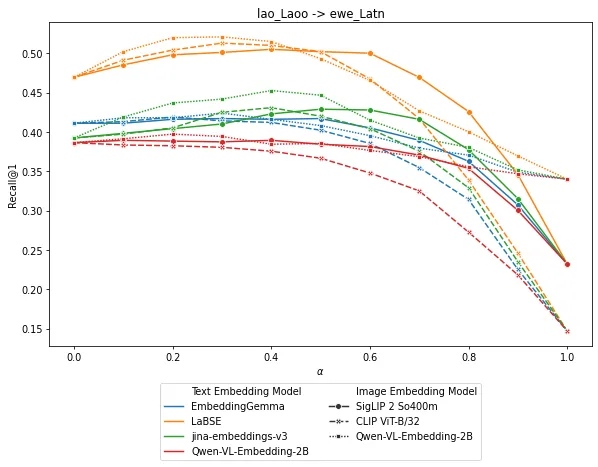 lao_Laoo -> ewe_Latn
Recall@1
0.50
0.45
0.40
0.35
0.30
0.25
0.20
0.15
0.0 0.2 0.4 0.6 0.8 1.0
α
Text Embedding Model Image Embedding Model
EmbeddingGemma SigLIP 2 So400m
LaBSE CLIP ViT-B/32
jina-embeddings-v3 Qwen-VL-Embedding-2B
Qwen-VL-Embedding-2B